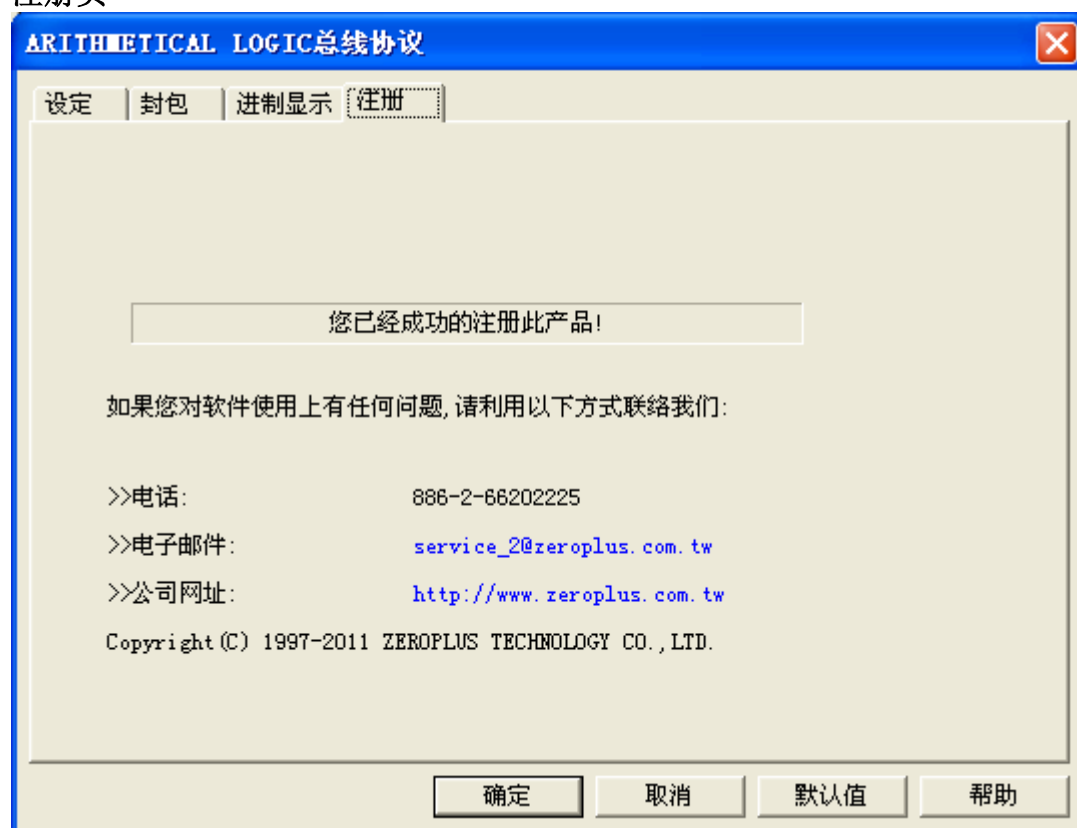 注册页
ARITHMETICAL LOGIC总线协议
设定 封包 进制显示 注册
您已经成功的注册此产品!
如果您对软件使用上有任何问题,请利用以下方式联络我们:
>>电话: 886-2-66202225
>>电子邮件: service_2@zeroplus.com.tw
>>公司网址: http://www.zeroplus.com.tw
Copyright(C) 1997-2011 ZEROPLUS TECHNOLOGY CO.,LTD.
确定 取消 默认值 帮助